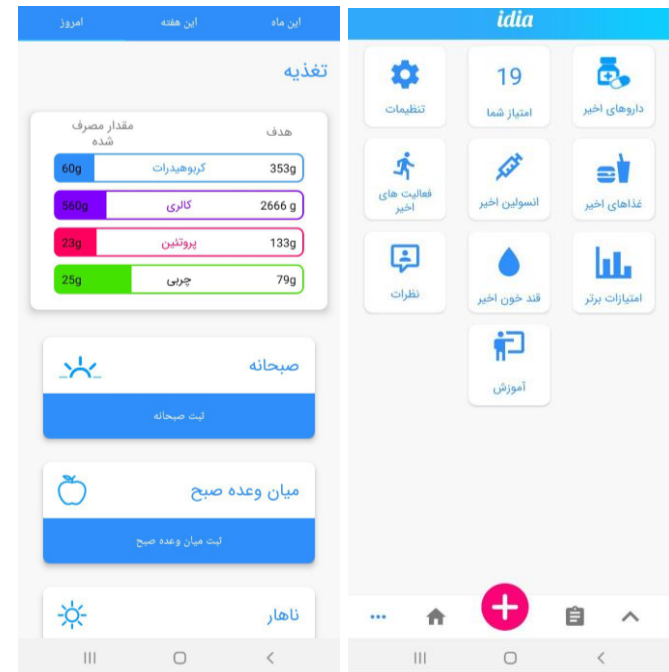 این ماه
این هفته
امروز
تغذیه
هدف
مقدار مصرف
شده
353g
کربوهیدرات
60g
2666 g
کالری
560g
133g
پروتئین
23g
79g
چربی
25g
صبحانه
ثبت صبحانه
میان وعده صبح
ثبت میان وعده صبح
ناهار
idia
داروهای اخیر
19
امتیاز شما
تنظیمات
غذاهای اخیر
انسولین اخیر
فعالیت های
اخیر
امتیازات برتر
قند خون اخیر
نظرات
آموزش